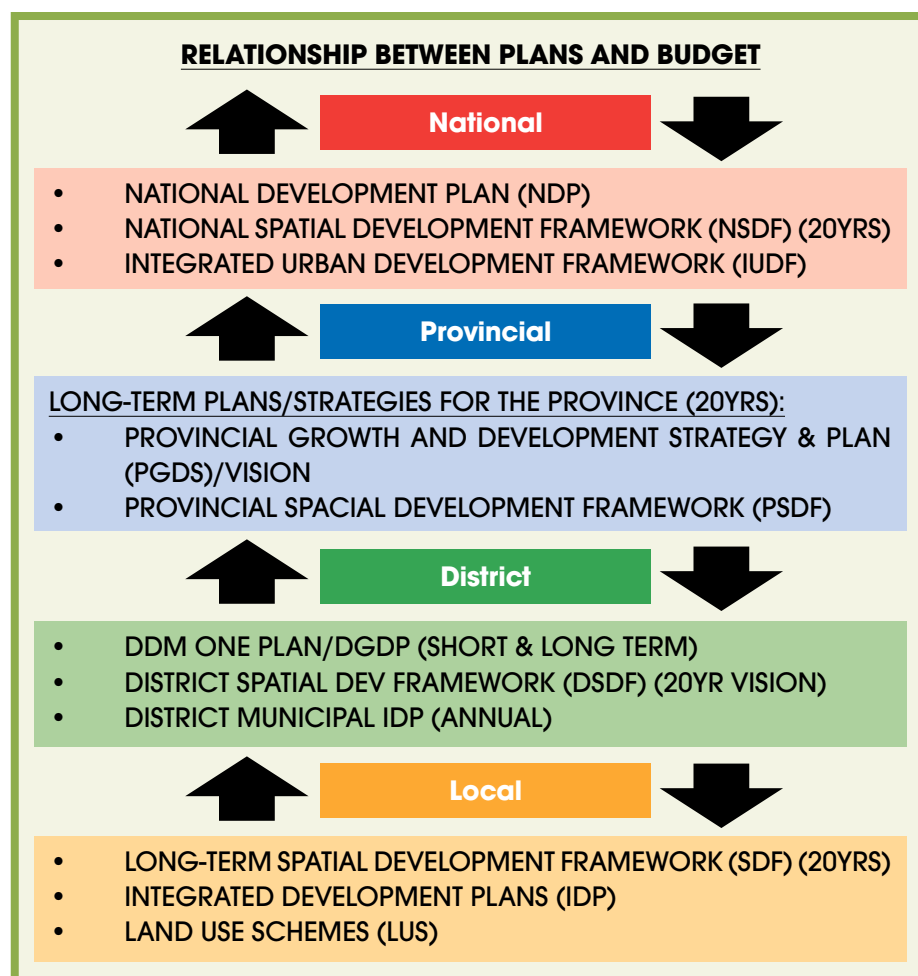 RELATIONSHIP BETWEEN PLANS AND BUDGET
National
• NATIONAL DEVELOPMENT PLAN (NDP)
• NATIONAL SPATIAL DEVELOPMENT FRAMEWORK (NSDF) (20YRS)
• INTEGRATED URBAN DEVELOPMENT FRAMEWORK (IUDF)
Provincial
LONG-TERM PLANS/STRATEGIES FOR THE PROVINCE (20YRS):
• PROVINCIAL GROWTH AND DEVELOPMENT STRATEGY & PLAN
(PGDS)/VISION
• PROVINCIAL SPACIAL DEVELOPMENT FRAMEWORK (PSDF)
District
• DDM ONE PLAN/DGDP (SHORT & LONG TERM)
• DISTRICT SPATIAL DEV FRAMEWORK (DSDF) (20YR VISION)
• DISTRICT MUNICIPAL IDP (ANNUAL)
Local
• LONG-TERM SPATIAL DEVELOPMENT FRAMEWORK (SDF) (20YRS)
• INTEGRATED DEVELOPMENT PLANS (IDP)
• LAND USE SCHEMES (LUS)